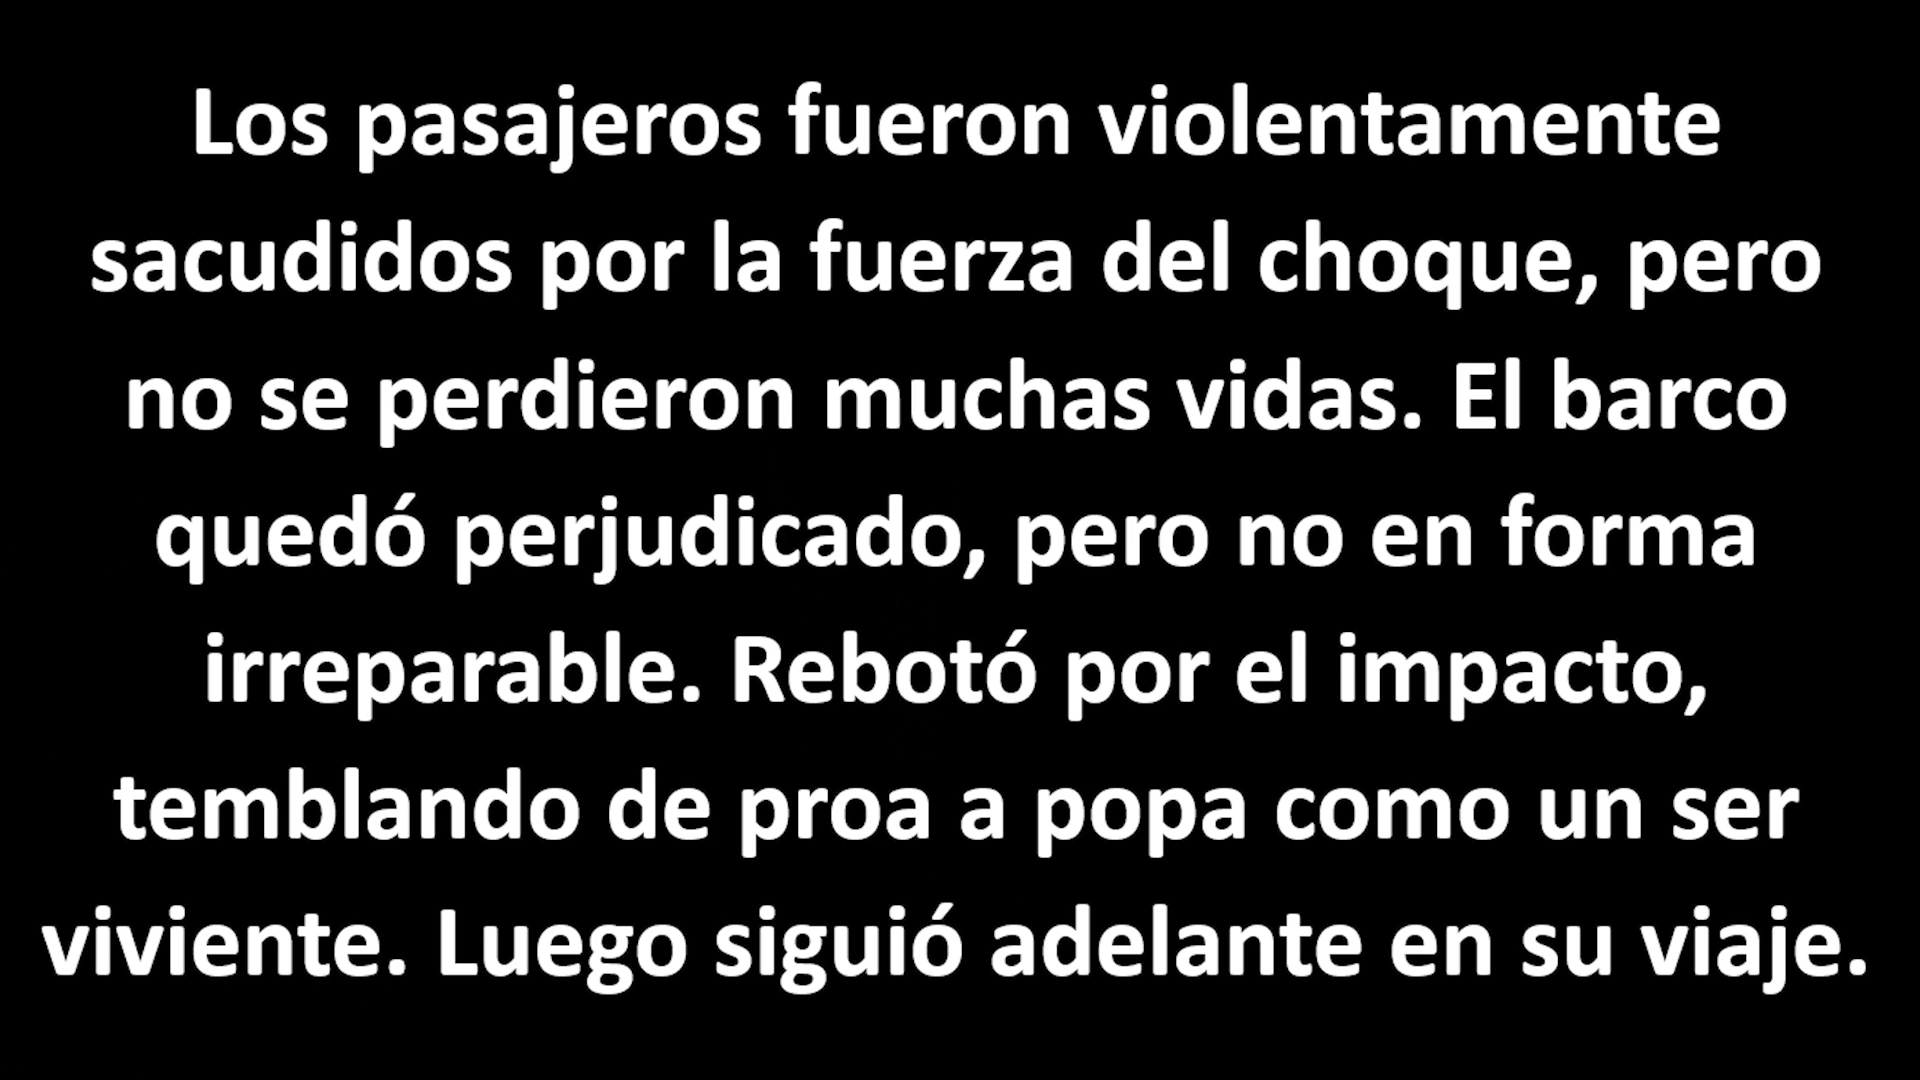 Los pasajeros fueron violentamente
sacudidos por la fuerza del choque, pero
no se perdieron muchas vidas. El barco
quedó perjudicado, pero no en forma
irreparable. Rebotó por el impacto,
temblando de proa a popa como un ser
viviente. Luego siguió adelante en su viaje.